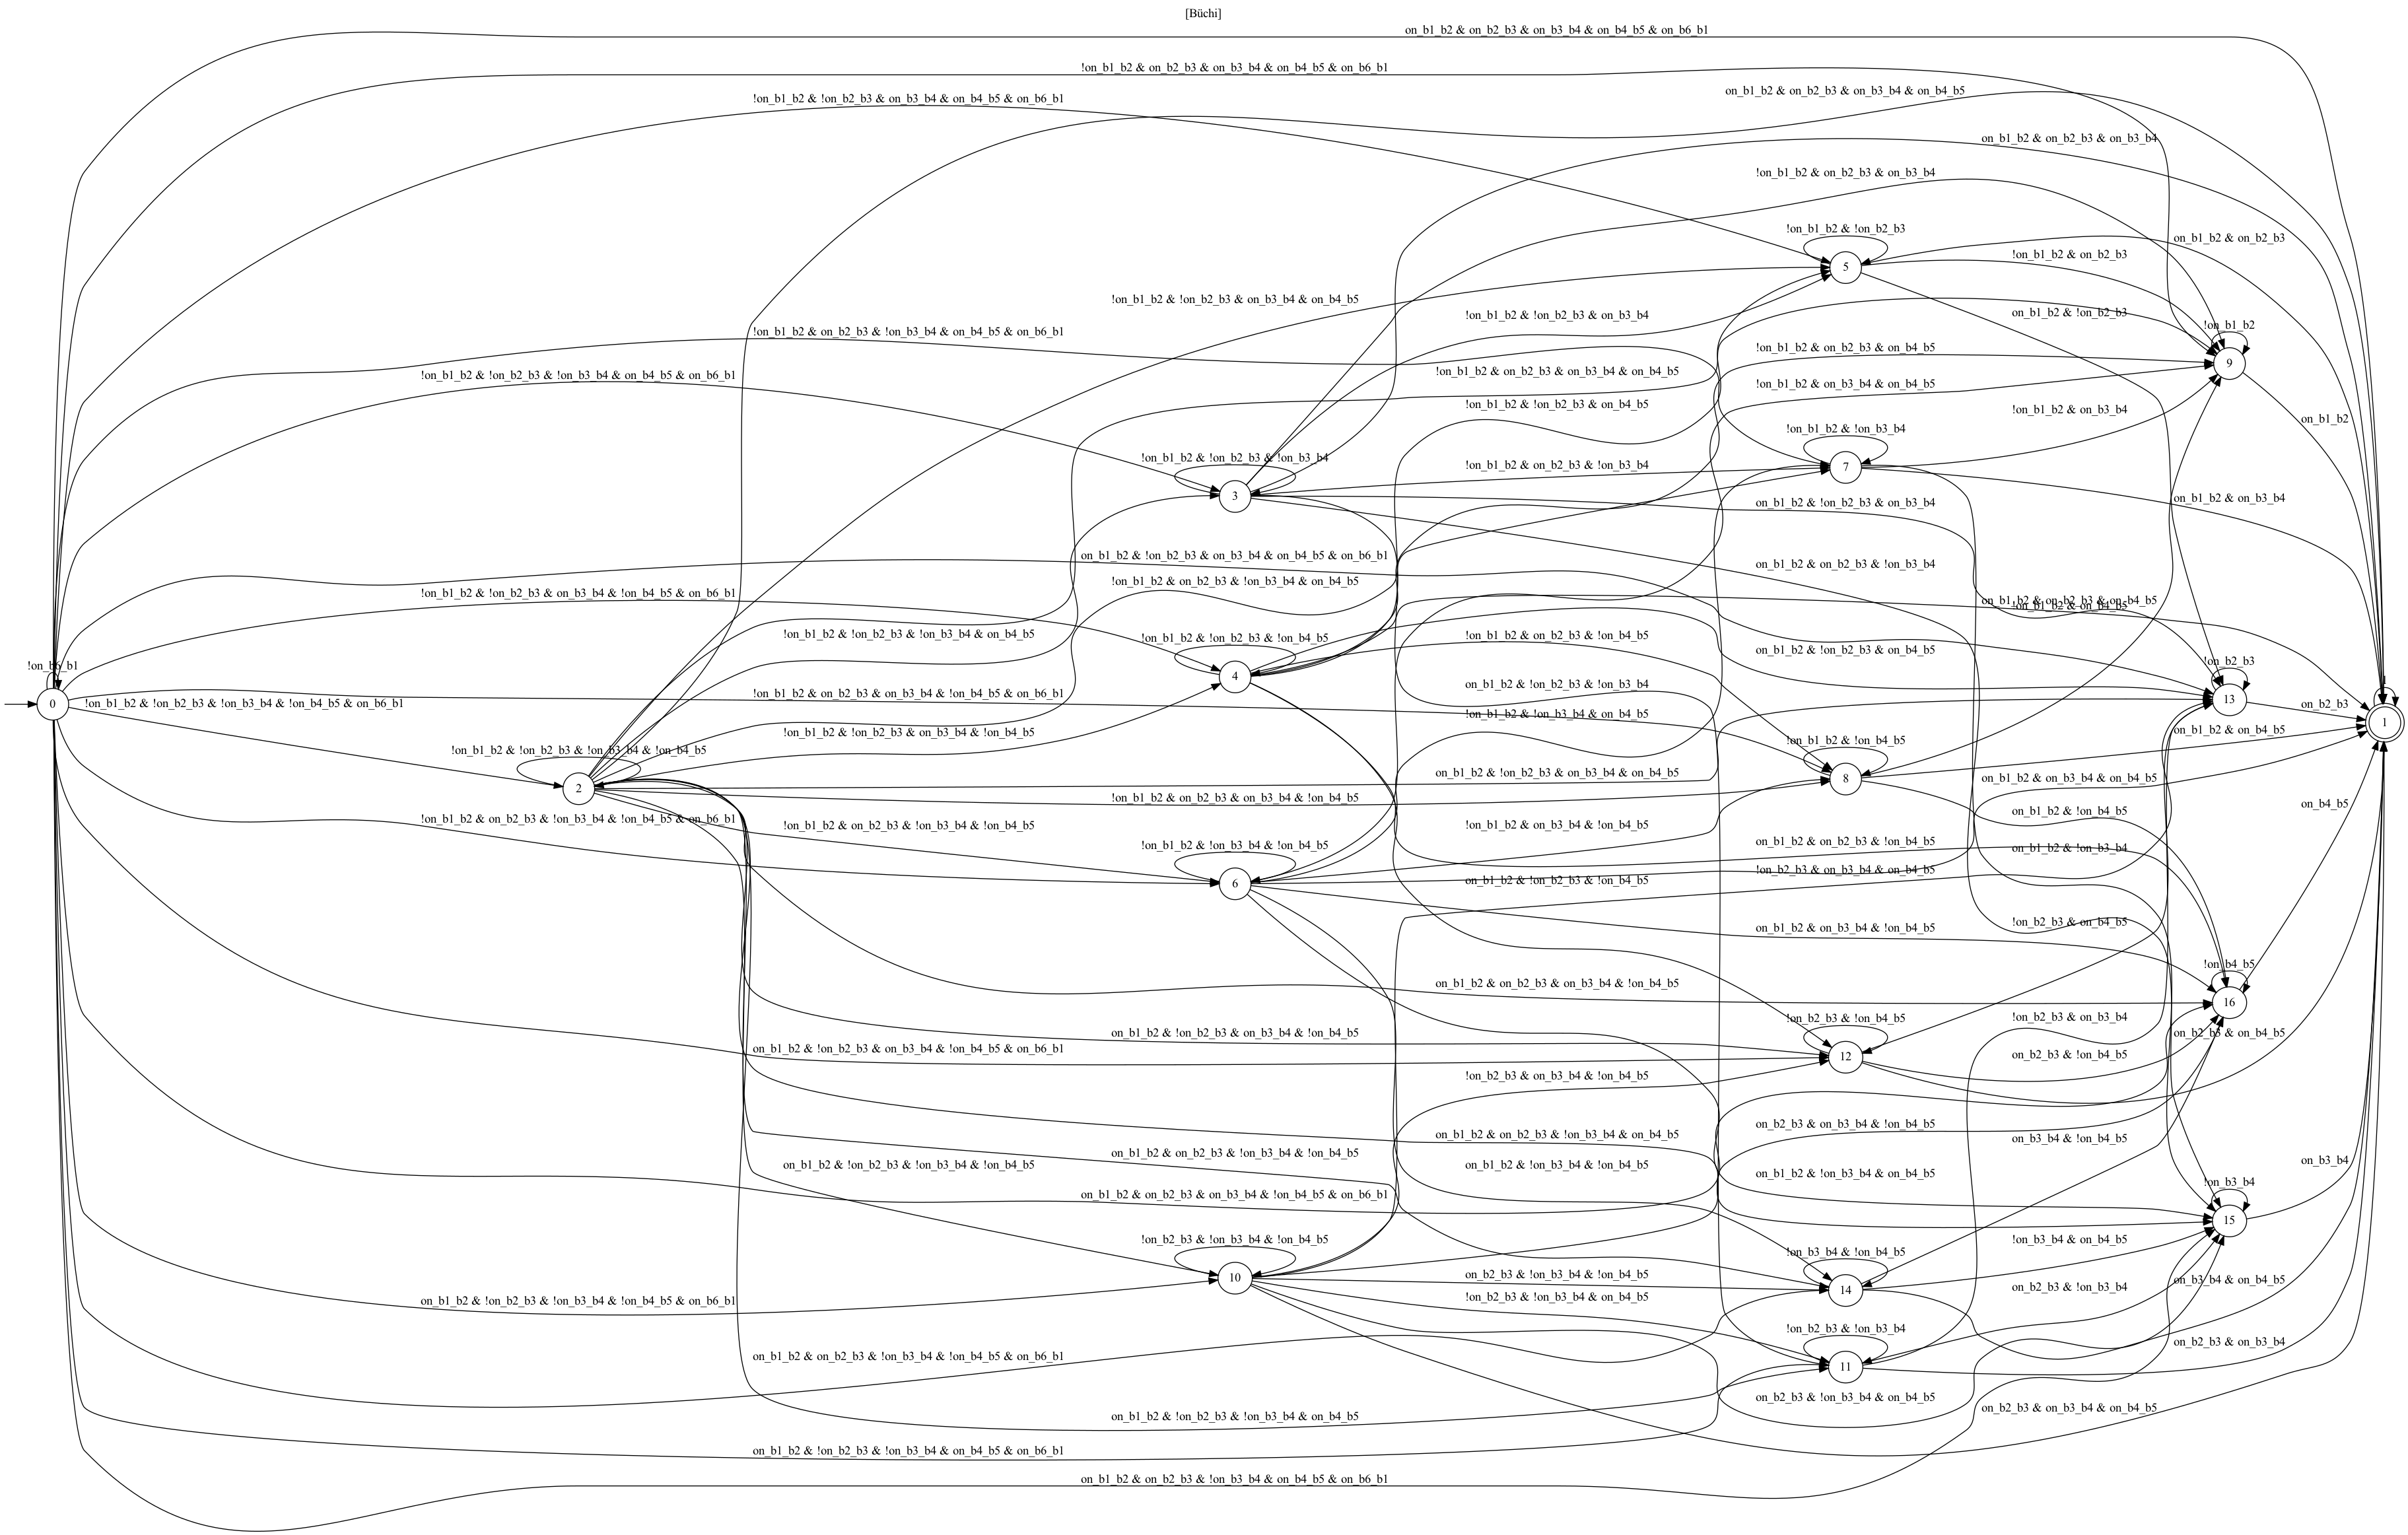 [Büchi]
on_b1_b2 & on_b2_b3 & on_b3_b4 & on_b4_b5 & on_b6_b1
!on_b1_b2 & on_b2_b3 & on_b3_b4 & on_b4_b5 & on_b6_b1
on_b1_b2 & on_b2_b3 & on_b3_b4 & on_b4_b5
!on_b1_b2 & !on_b2_b3 & on_b3_b4 & on_b4_b5 & on_b6_b1
on_b1_b2 & on_b2_b3 & on_b3_b4
!on_b1_b2 & on_b2_b3 & on_b3_b4
!on_b1_b2 & !on_b2_b3
on_b1_b2 & on_b2_b3
!on_b1_b2 & on_b2_b3
5
!on_b1_b2 & !on_b2_b3 & on_b3_b4 & on_b4_b5
!on_b1_b2 & !on_b2_b3 & on_b3_b4
on_b1_b2 & !on_b2_b3
!on_b1_b2
!on_b1_b2 & on_b2_b3 & !on_b3_b4 & on_b4_b5 & on_b6_b1
!on_b1_b2 & on_b2_b3 & on_b4_b5
9
!on_b1_b2 & !on_b2_b3 & !on_b3_b4 & on_b4_b5 & on_b6_b1
!on_b1_b2 & on_b2_b3 & on_b3_b4 & on_b4_b5
!on_b1_b2 & on_b3_b4 & on_b4_b5
!on_b1_b2 & !on_b2_b3 & on_b4_b5
!on_b1_b2 & on_b3_b4
on_b1_b2
!on_b1_b2 & !on_b3_b4
!on_b1_b2 & !on_b2_b3 & !on_b3_b4
!on_b1_b2 & on_b2_b3 & !on_b3_b4
7
3
on_b1_b2 & !on_b2_b3 & on_b3_b4
on_b1_b2 & on_b3_b4
on_b1_b2 & !on_b2_b3 & on_b3_b4 & on_b4_b5 & on_b6_b1
on_b1_b2 & on_b2_b3 & !on_b3_b4
!on_b1_b2 & on_b2_b3 & !on_b3_b4 & on_b4_b5
!on_b1_b2 & !on_b2_b3 & on_b3_b4 & !on_b4_b5 & on_b6_b1
on_b1_b2 & on_b2_b3 & on_b4_b5
!on_b1_b2 & on_b4_b5
!on_b1_b2 & !on_b2_b3 & !on_b3_b4 & on_b4_b5
!on_b1_b2 & !on_b2_b3 & !on_b4_b5
!on_b1_b2 & on_b2_b3 & !on_b4_b5
on_b1_b2 & !on_b2_b3 & on_b4_b5
!on_b2_b3
!on_b6_b1
4
on_b1_b2 & !on_b2_b3 & !on_b3_b4
!on_b1_b2 & on_b2_b3 & on_b3_b4 & !on_b4_b5 & on_b6_b1
1
13
0
!on_b1_b2 & !on_b2_b3 & !on_b3_b4 & !on_b4_b5 & on_b6_b1
on_b2_b3
!on_b1_b2 & !on_b3_b4 & on_b4_b5
1
!on_b1_b2 & !on_b2_b3 & on_b3_b4 & !on_b4_b5
on_b1_b2 & on_b4_b5
!on_b1_b2 & !on_b4_b5
!on_b1_b2 & !on_b2_b3 & !on_b3_b4 & !on_b4_b5
on_b1_b2 & !on_b2_b3 & on_b3_b4 & on_b4_b5
on_b1_b2 & on_b3_b4 & on_b4_b5
8
2
!on_b1_b2 & on_b2_b3 & on_b3_b4 & !on_b4_b5
on_b4_b5
on_b1_b2 & !on_b4_b5
!on_b1_b2 & on_b2_b3 & !on_b3_b4 & !on_b4_b5 & on_b6_b1
!on_b1_b2 & on_b2_b3 & !on_b3_b4 & !on_b4_b5
!on_b1_b2 & on_b3_b4 & !on_b4_b5
on_b1_b2 & on_b2_b3 & !on_b4_b5
!on_b1_b2 & !on_b3_b4 & !on_b4_b5
on_b1_b2 & !on_b3_b4
!on_b2_b3 & on_b3_b4 & on_b4_b5
on_b1_b2 & !on_b2_b3 & !on_b4_b5
6
!on_b2_b3 & on_b4_b5
on_b1_b2 & on_b3_b4 & !on_b4_b5
!on_b4_b5
on_b1_b2 & on_b2_b3 & on_b3_b4 & !on_b4_b5
16
!on_b2_b3 & !on_b4_b5
!on_b2_b3 & on_b3_b4
on_b1_b2 & !on_b2_b3 & on_b3_b4 & !on_b4_b5
on_b2_b3 & on_b4_b5
on_b1_b2 & !on_b2_b3 & on_b3_b4 & !on_b4_b5 & on_b6_b1
12
on_b2_b3 & !on_b4_b5
!on_b2_b3 & on_b3_b4 & !on_b4_b5
on_b2_b3 & on_b3_b4 & !on_b4_b5
on_b1_b2 & on_b2_b3 & !on_b3_b4 & on_b4_b5
on_b3_b4 & !on_b4_b5
on_b1_b2 & on_b2_b3 & !on_b3_b4 & !on_b4_b5
on_b1_b2 & !on_b2_b3 & !on_b3_b4 & !on_b4_b5
on_b1_b2 & !on_b3_b4 & !on_b4_b5
on_b3_b4
on_b1_b2 & !on_b3_b4 & on_b4_b5
!on_b3_b4
on_b1_b2 & on_b2_b3 & on_b3_b4 & !on_b4_b5 & on_b6_b1
15
!on_b2_b3 & !on_b3_b4 & !on_b4_b5
!on_b3_b4 & on_b4_b5
!on_b3_b4 & !on_b4_b5
10
on_b2_b3 & !on_b3_b4 & !on_b4_b5
on_b3_b4 & on_b4_b5
14
on_b2_b3 & !on_b3_b4
!on_b2_b3 & !on_b3_b4 & on_b4_b5
on_b1_b2 & !on_b2_b3 & !on_b3_b4 & !on_b4_b5 & on_b6_b1
!on_b2_b3 & !on_b3_b4
on_b2_b3 & on_b3_b4
on_b1_b2 & on_b2_b3 & !on_b3_b4 & !on_b4_b5 & on_b6_b1
11
on_b2_b3 & !on_b3_b4 & on_b4_b5
on_b2_b3 & on_b3_b4 & on_b4_b5
on_b1_b2 & !on_b2_b3 & !on_b3_b4 & on_b4_b5
on_b1_b2 & !on_b2_b3 & !on_b3_b4 & on_b4_b5 & on_b6_b1
on_b1_b2 & on_b2_b3 & !on_b3_b4 & on_b4_b5 & on_b6_b1